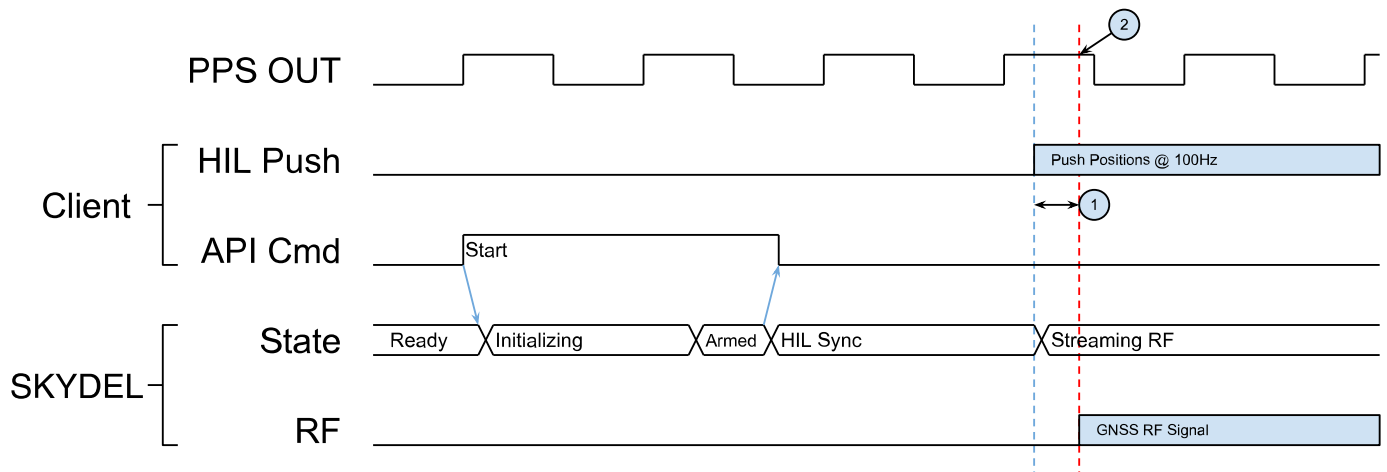 2
PPS OUT
HIL Push
Push Positions @ 100Hz
Client
1
API Cmd
Start
State
Ready
Initializing
Armed
HIL Sync
Streaming RF
SKYDEL
RF
GNSS RF Signal